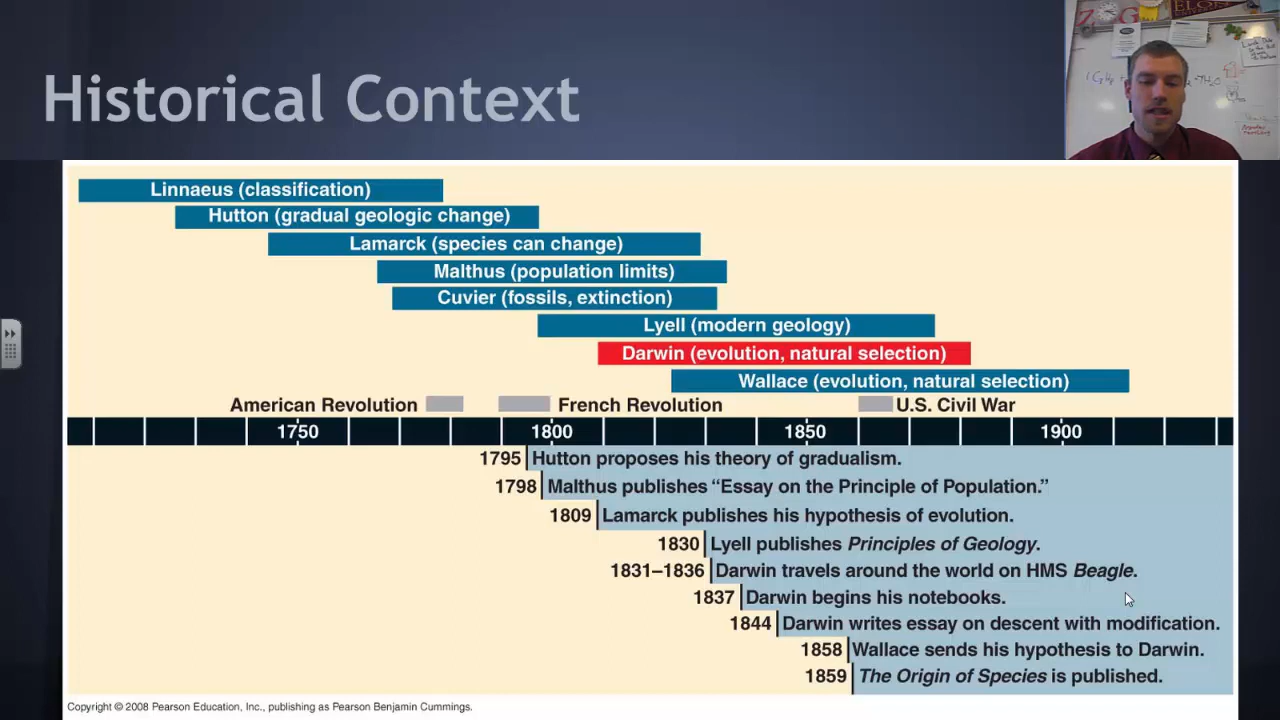 Historical Context
Linnaeus (classification)
Hutton (gradual geologic change)
Lamarck (species can change)
Malthus (population limits)
Cuvier (fossils, extinction)
Lyell (modern geology)
Darwin (evolution, natural selection)
Wallace (evolution, natural selection)
American Revolution
French Revolution
U.S. Civil War
1750 1800 1850 1900
1795 Hutton proposes his theory of gradualism.
1798 Malthus publishes “Essay on the Principle of Population.”
1809 Lamarck publishes his hypothesis of evolution.
1830 Lyell publishes Principles of Geology.
1831–1836 Darwin travels around the world on HMS Beagle.
1837 Darwin begins his notebooks.
1844 Darwin writes essay on descent with modification.
1858 Wallace sends his hypothesis to Darwin.
1859 The Origin of Species is published.
Copyright © 2008 Pearson Education, Inc., publishing as Pearson Benjamin Cummings.